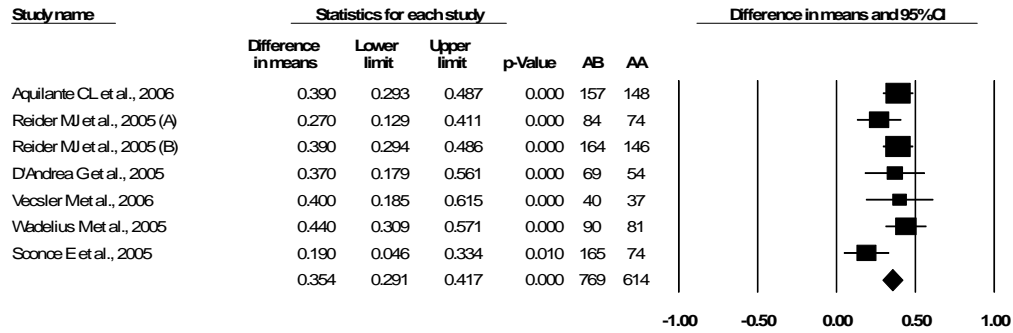 Study name Statistics for each study Difference in means and 95% CI
Difference in means Lower limit Upper limit p-Value AB AA
Aquilante CL et al., 2006 0.390 0.293 0.487 0.000 157 148
Reider MJ et al., 2005 (A) 0.270 0.129 0.411 0.000 84 74
Reider MJ et al., 2005 (B) 0.390 0.294 0.486 0.000 164 146
D'Andrea G et al., 2005 0.370 0.179 0.561 0.000 69 54
Vecsler M et al., 2006 0.400 0.185 0.615 0.000 40 37
Wadelius M et al., 2005 0.440 0.309 0.571 0.000 90 81
Sconce E et al., 2005 0.190 0.046 0.334 0.010 165 74
0.354 0.291 0.417 0.000 769 614
-1.00 -0.50 0.00 0.50 1.00